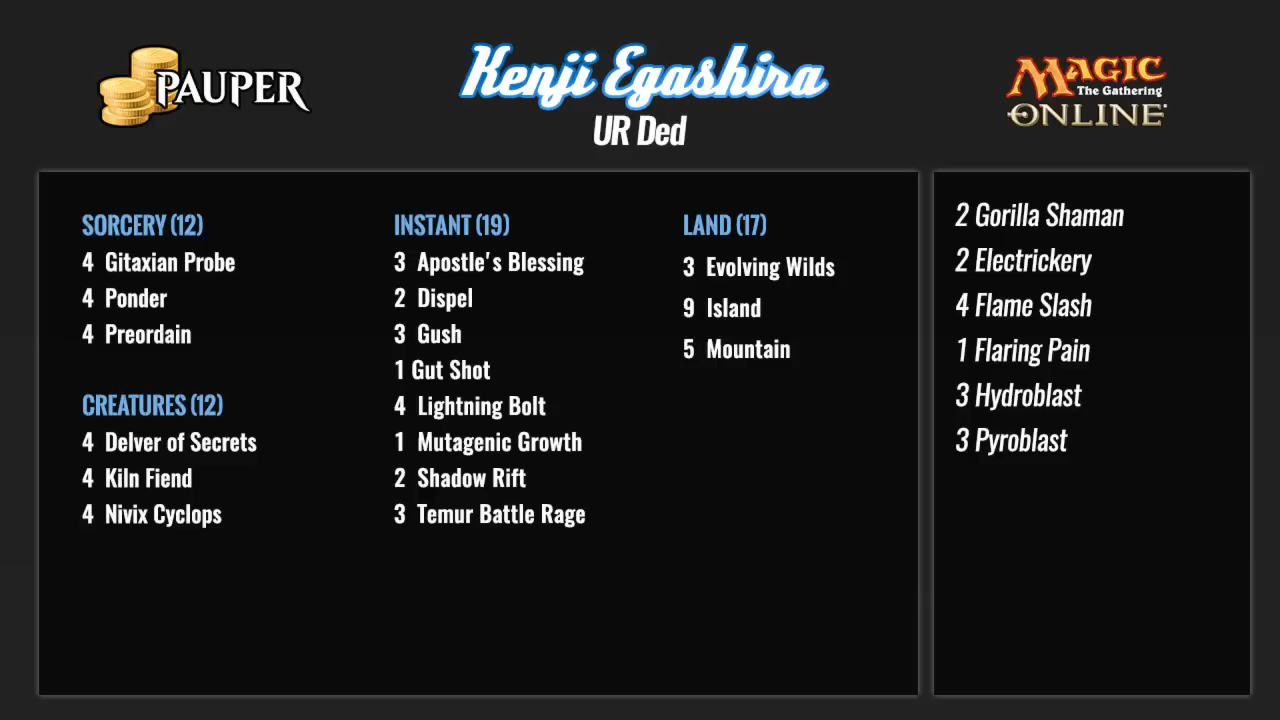 PAUPER
Kenji Egashira
UR Ded
MAGIC
The Gathering
ONLINE
SORCERY (12)
4 Gitaxian Probe
4 Ponder
4 Preordain
CREATURES (12)
4 Delver of Secrets
4 Kiln Fiend
4 Nivix Cyclops
INSTANT (19)
3 Apostle's Blessing
2 Dispel
3 Gush
1 Gut Shot
4 Lightning Bolt
1 Mutagenic Growth
2 Shadow Rift
3 Temur Battle Rage
LAND (17)
3 Evolving Wilds
9 Island
5 Mountain
2 Gorilla Shaman
2 Electrickery
4 Flame Slash
1 Flaring Pain
3 Hydroblast
3 Pyroblast